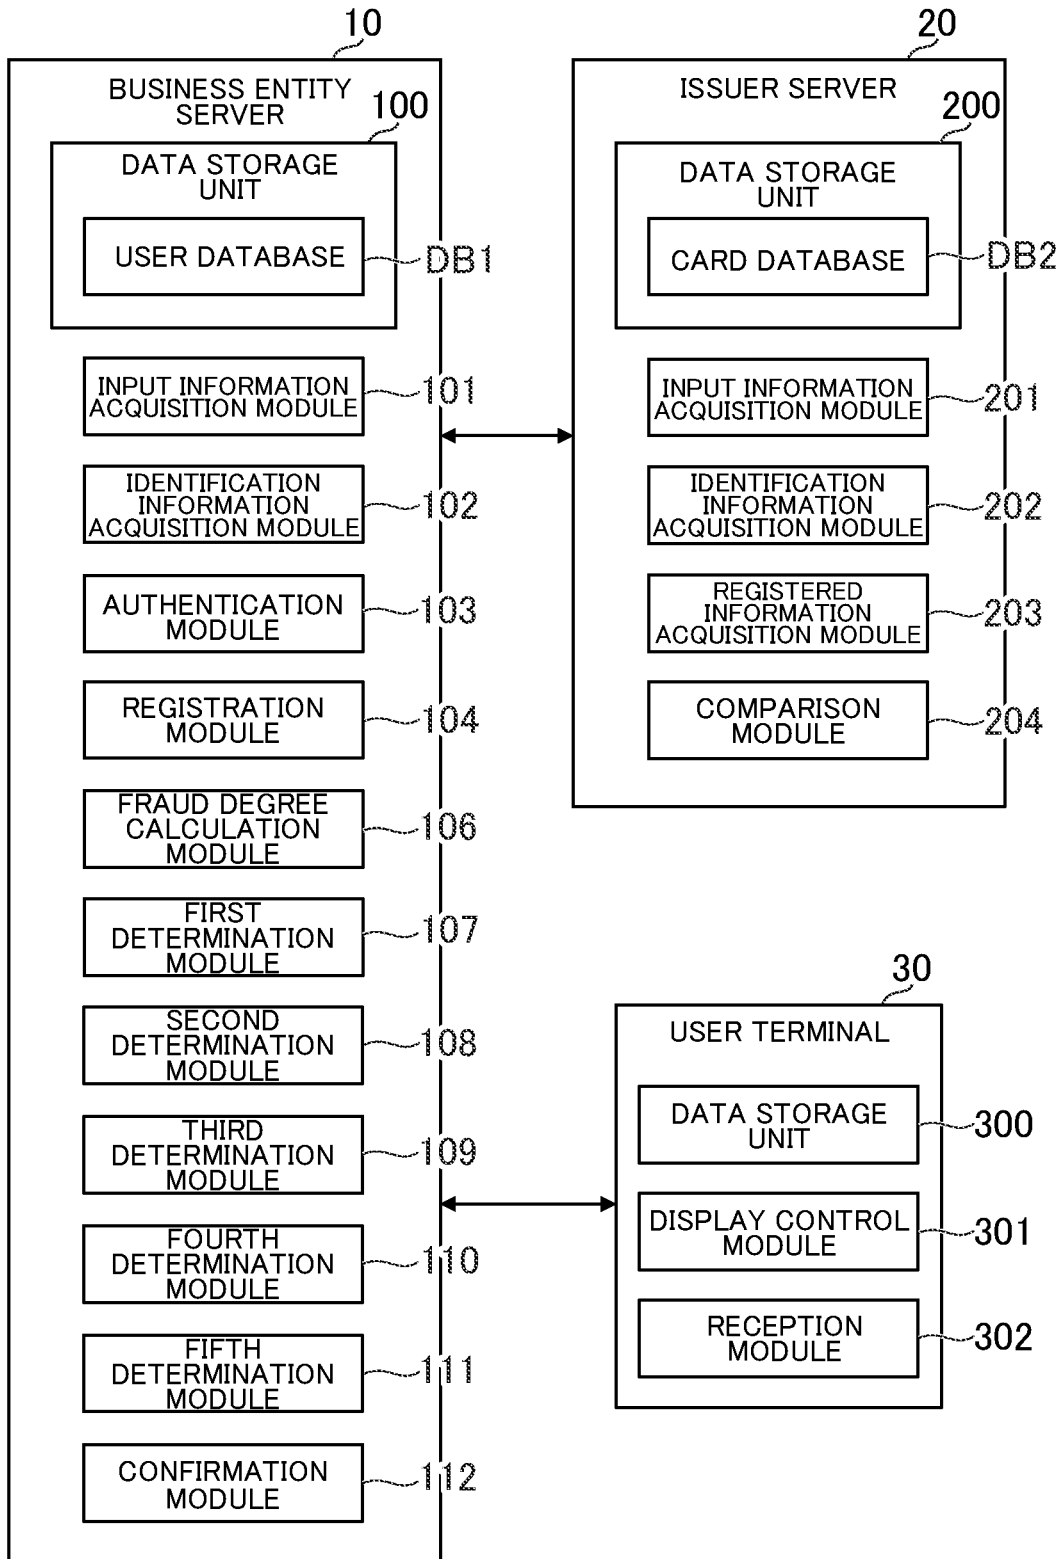 10
BUSINESS ENTITY
SERVER
100
DATA STORAGE
UNIT
USER DATABASE
DB1
INPUT INFORMATION
ACQUISITION MODULE
101
IDENTIFICATION
INFORMATION
ACQUISITION MODULE
102
AUTHENTICATION
MODULE
103
REGISTRATION
MODULE
104
FRAUD DEGREE
CALCULATION
MODULE
106
FIRST
DETERMINATION
MODULE
107
SECOND
DETERMINATION
MODULE
108
THIRD
DETERMINATION
MODULE
109
FOURTH
DETERMINATION
MODULE
110
FIFTH
DETERMINATION
MODULE
111
CONFIRMATION
MODULE
112
20
ISSUER SERVER
200
DATA STORAGE
UNIT
CARD DATABASE
DB2
INPUT INFORMATION
ACQUISITION MODULE
201
IDENTIFICATION
INFORMATION
ACQUISITION MODULE
202
REGISTERED
INFORMATION
ACQUISITION MODULE
203
COMPARISON
MODULE
204
30
USER TERMINAL
DATA STORAGE
UNIT
300
DISPLAY CONTROL
MODULE
301
RECEPTION
MODULE
302